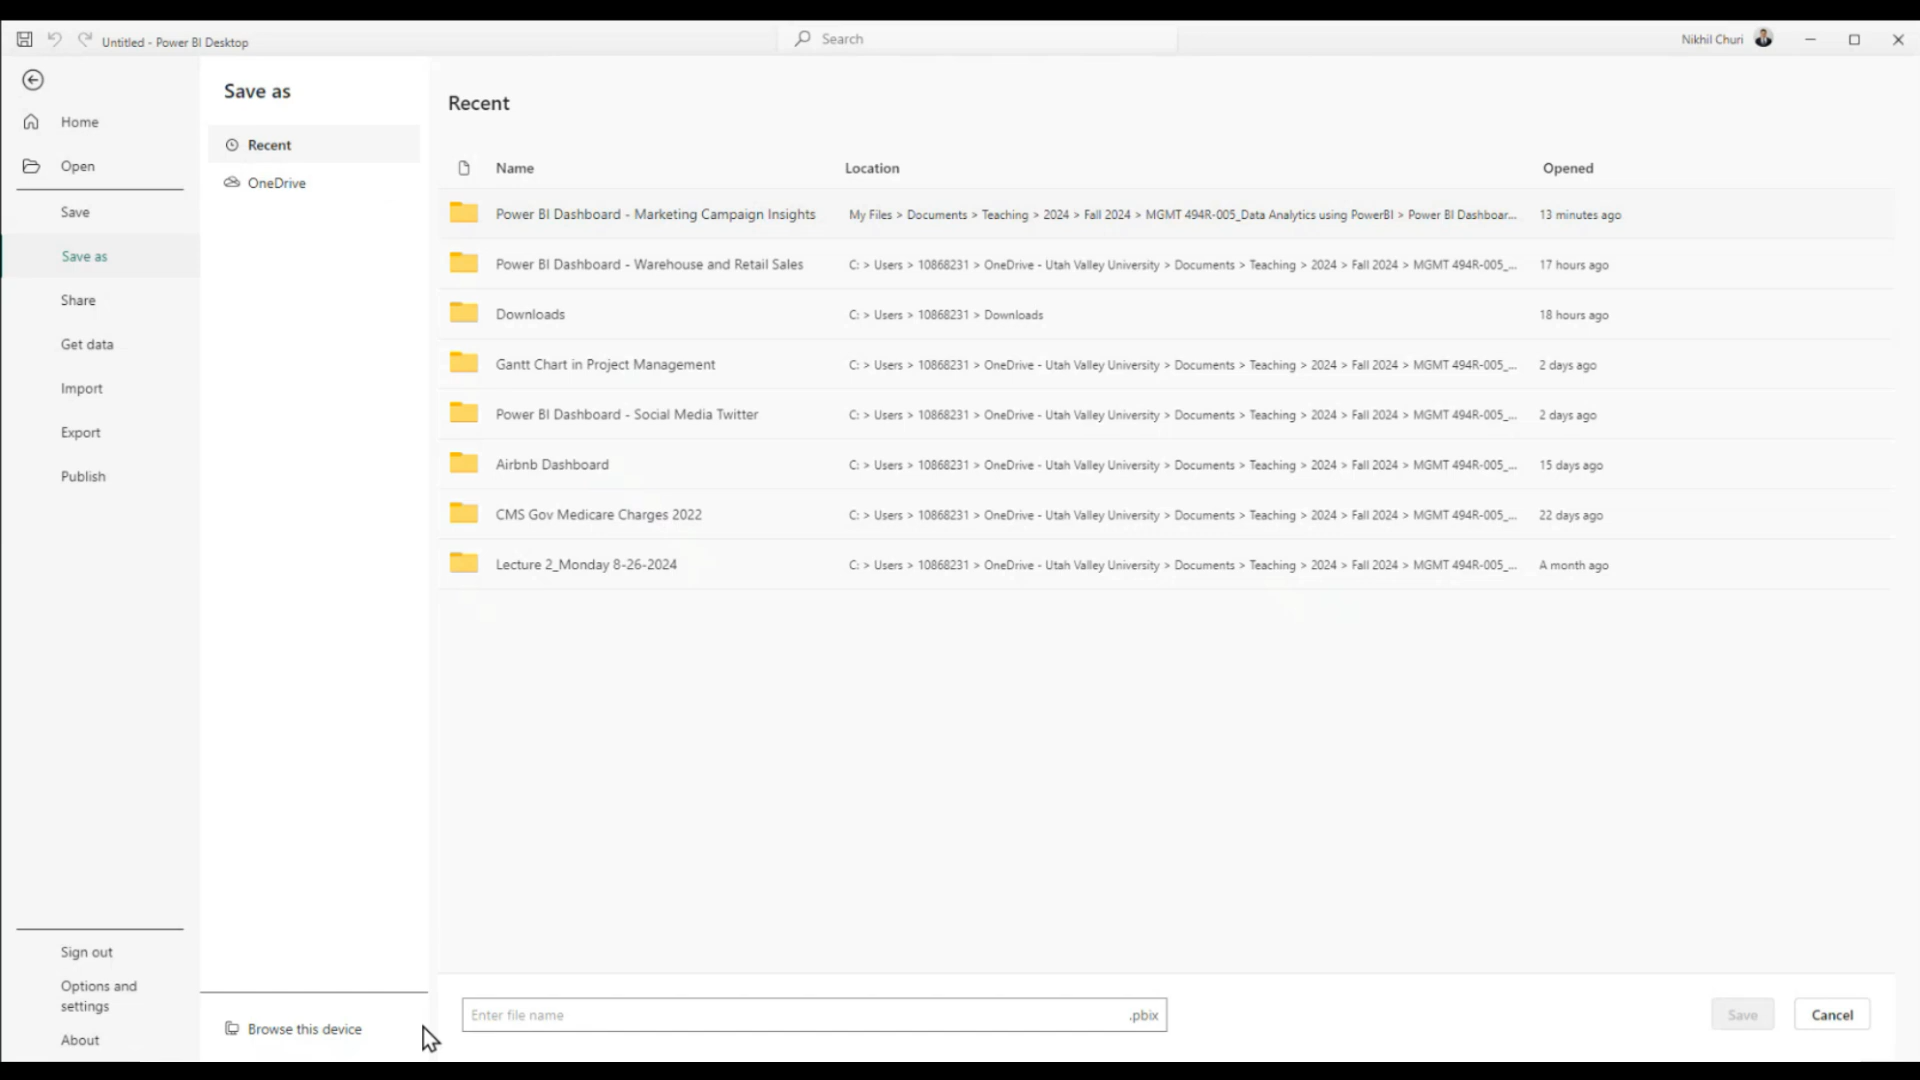 Untitled - Power BI Desktop
Search
Nikhil Churi
Home
Open
Save
Save as
Share
Get data
Import
Export
Publish
Sign out
Options and
settings
About
Save as
Recent
OneDrive
Browse this device
Recent
Name Location Opened
Power BI Dashboard - Marketing Campaign Insights My Files > Documents > Teaching > 2024 > Fall 2024 > MGMT 494R-005_Data Analytics using PowerBI > Power BI Dashboar... 13 minutes ago
Power BI Dashboard - Warehouse and Retail Sales C: > Users > 10868231 > OneDrive - Utah Valley University > Documents > Teaching > 2024 > Fall 2024 > MGMT 494R-005_... 17 hours ago
Downloads C: > Users > 10868231 > Downloads 18 hours ago
Gantt Chart in Project Management C: > Users > 10868231 > OneDrive - Utah Valley University > Documents > Teaching > 2024 > Fall 2024 > MGMT 494R-005_... 2 days ago
Power BI Dashboard - Social Media Twitter C: > Users > 10868231 > OneDrive - Utah Valley University > Documents > Teaching > 2024 > Fall 2024 > MGMT 494R-005_... 2 days ago
Airbnb Dashboard C: > Users > 10868231 > OneDrive - Utah Valley University > Documents > Teaching > 2024 > Fall 2024 > MGMT 494R-005_... 15 days ago
CMS Gov Medicare Charges 2022 C: > Users > 10868231 > OneDrive - Utah Valley University > Documents > Teaching > 2024 > Fall 2024 > MGMT 494R-005_... 22 days ago
Lecture 2_Monday 8-26-2024 C: > Users > 10868231 > OneDrive - Utah Valley University > Documents > Teaching > 2024 > Fall 2024 > MGMT 494R-005_... A month ago
Enter file name .pbix
Save Cancel